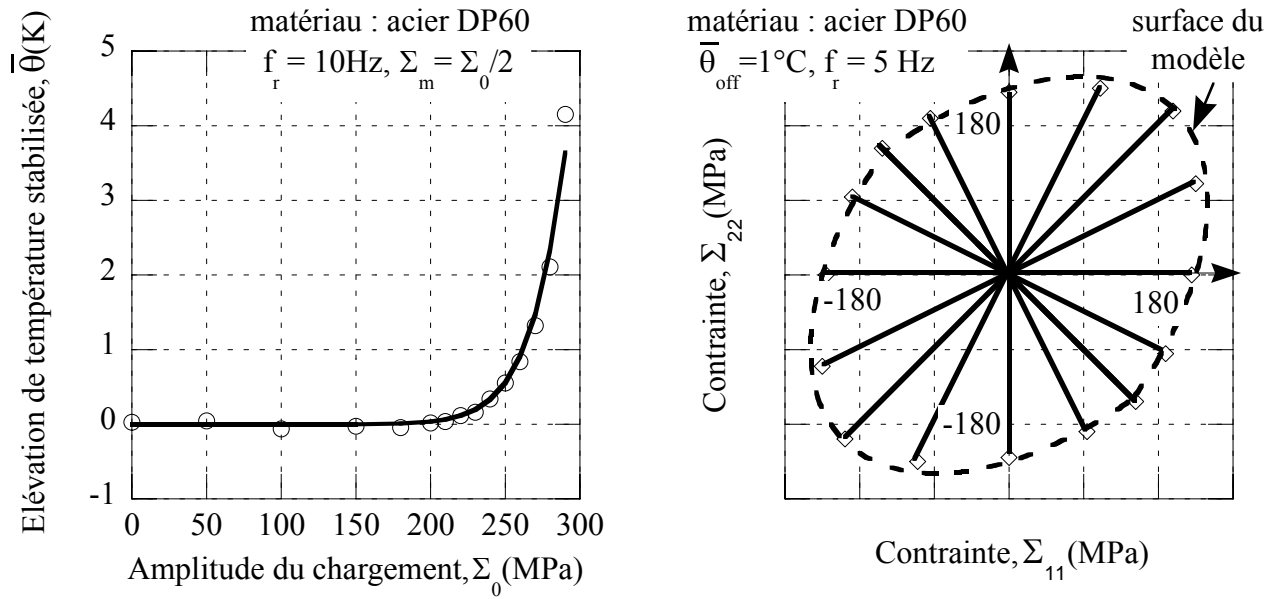 matériau : acier DP60
f_r = 10Hz, Σ_m = Σ_0/2
Elévation de température stabilisée, θ̅(K)
5
4
3
2
1
0
-1
0 50 100 150 200 250 300
Amplitude du chargement, Σ_0(MPa)
matériau : acier DP60
θ̅_off =1°C, f_r = 5 Hz
surface du
modèle
Contrainte, Σ_22(MPa)
180
-180
180
-180
Contrainte, Σ_11(MPa)